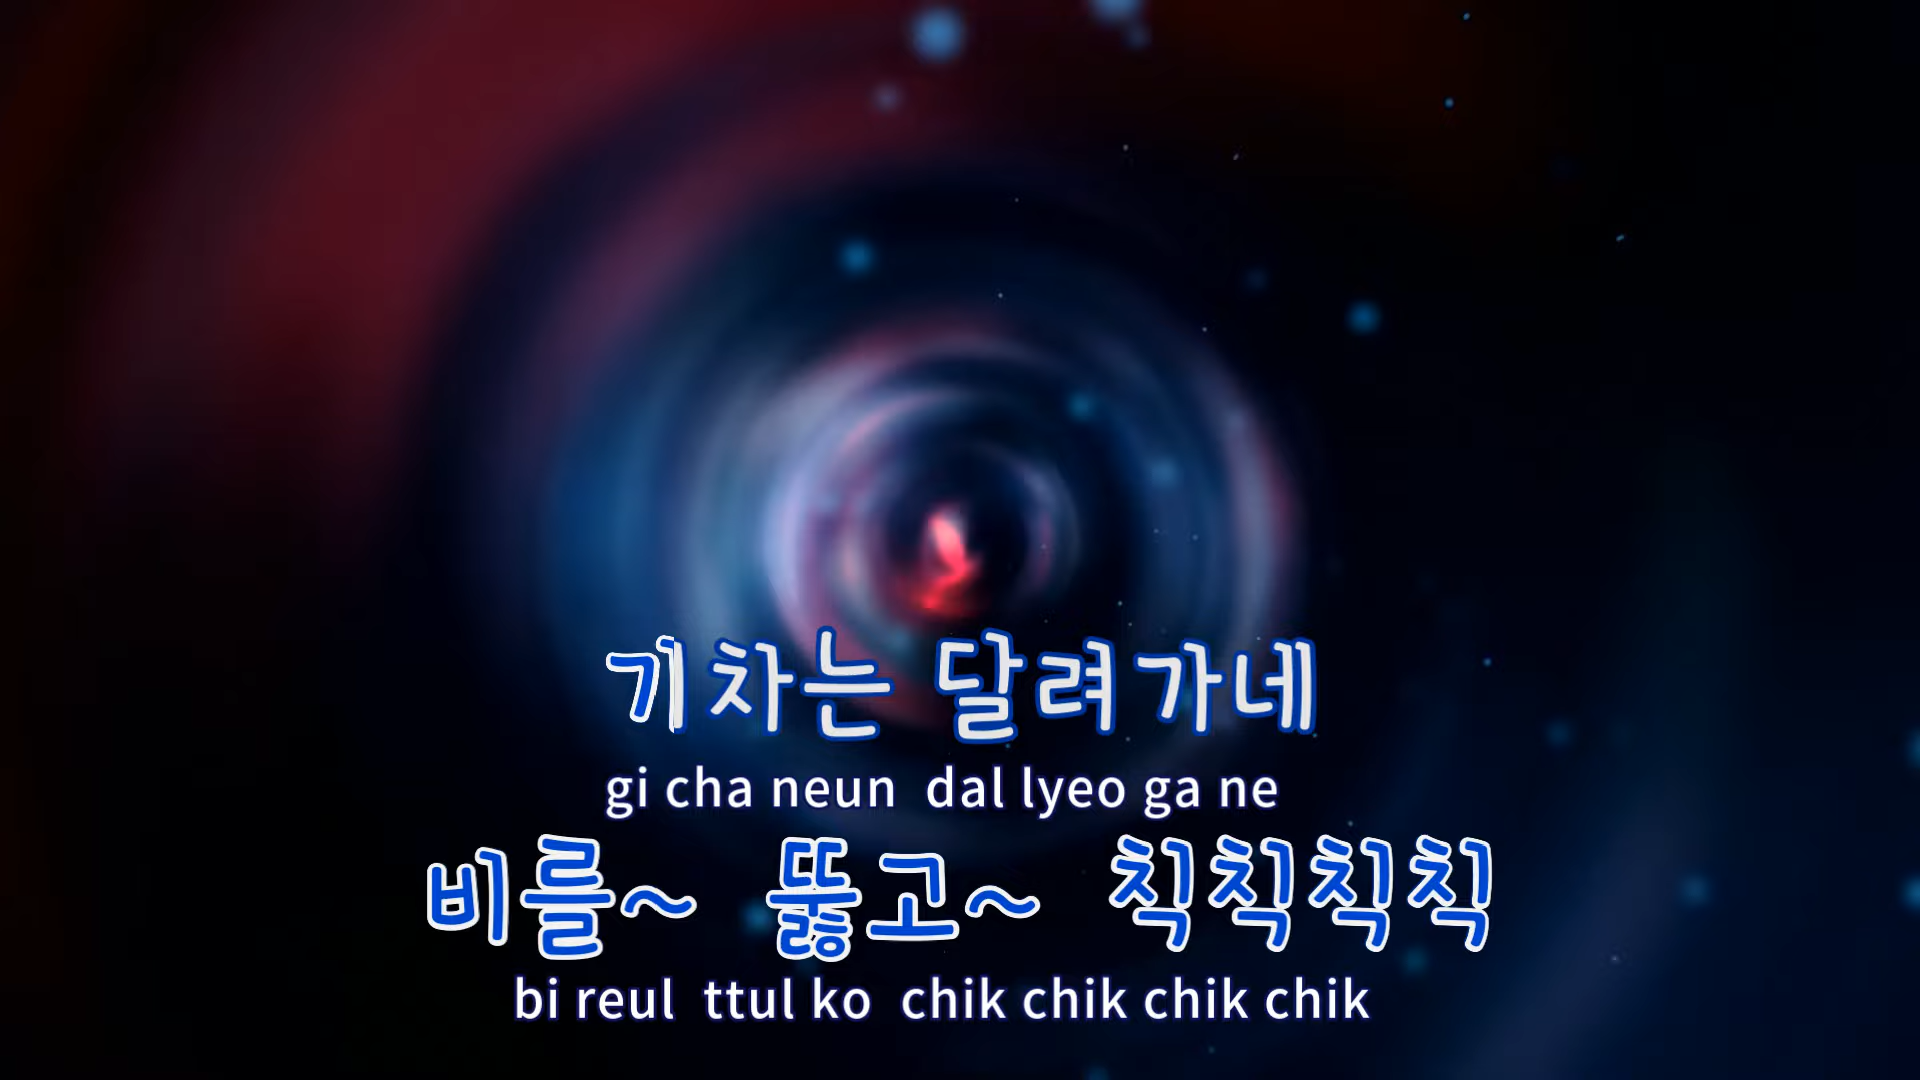 기차는 달려가네
gi cha neun dal lyeo ga ne
비를~ 뚫고~ 칙칙칙칙
bi reul ttul ko chik chik chik chik